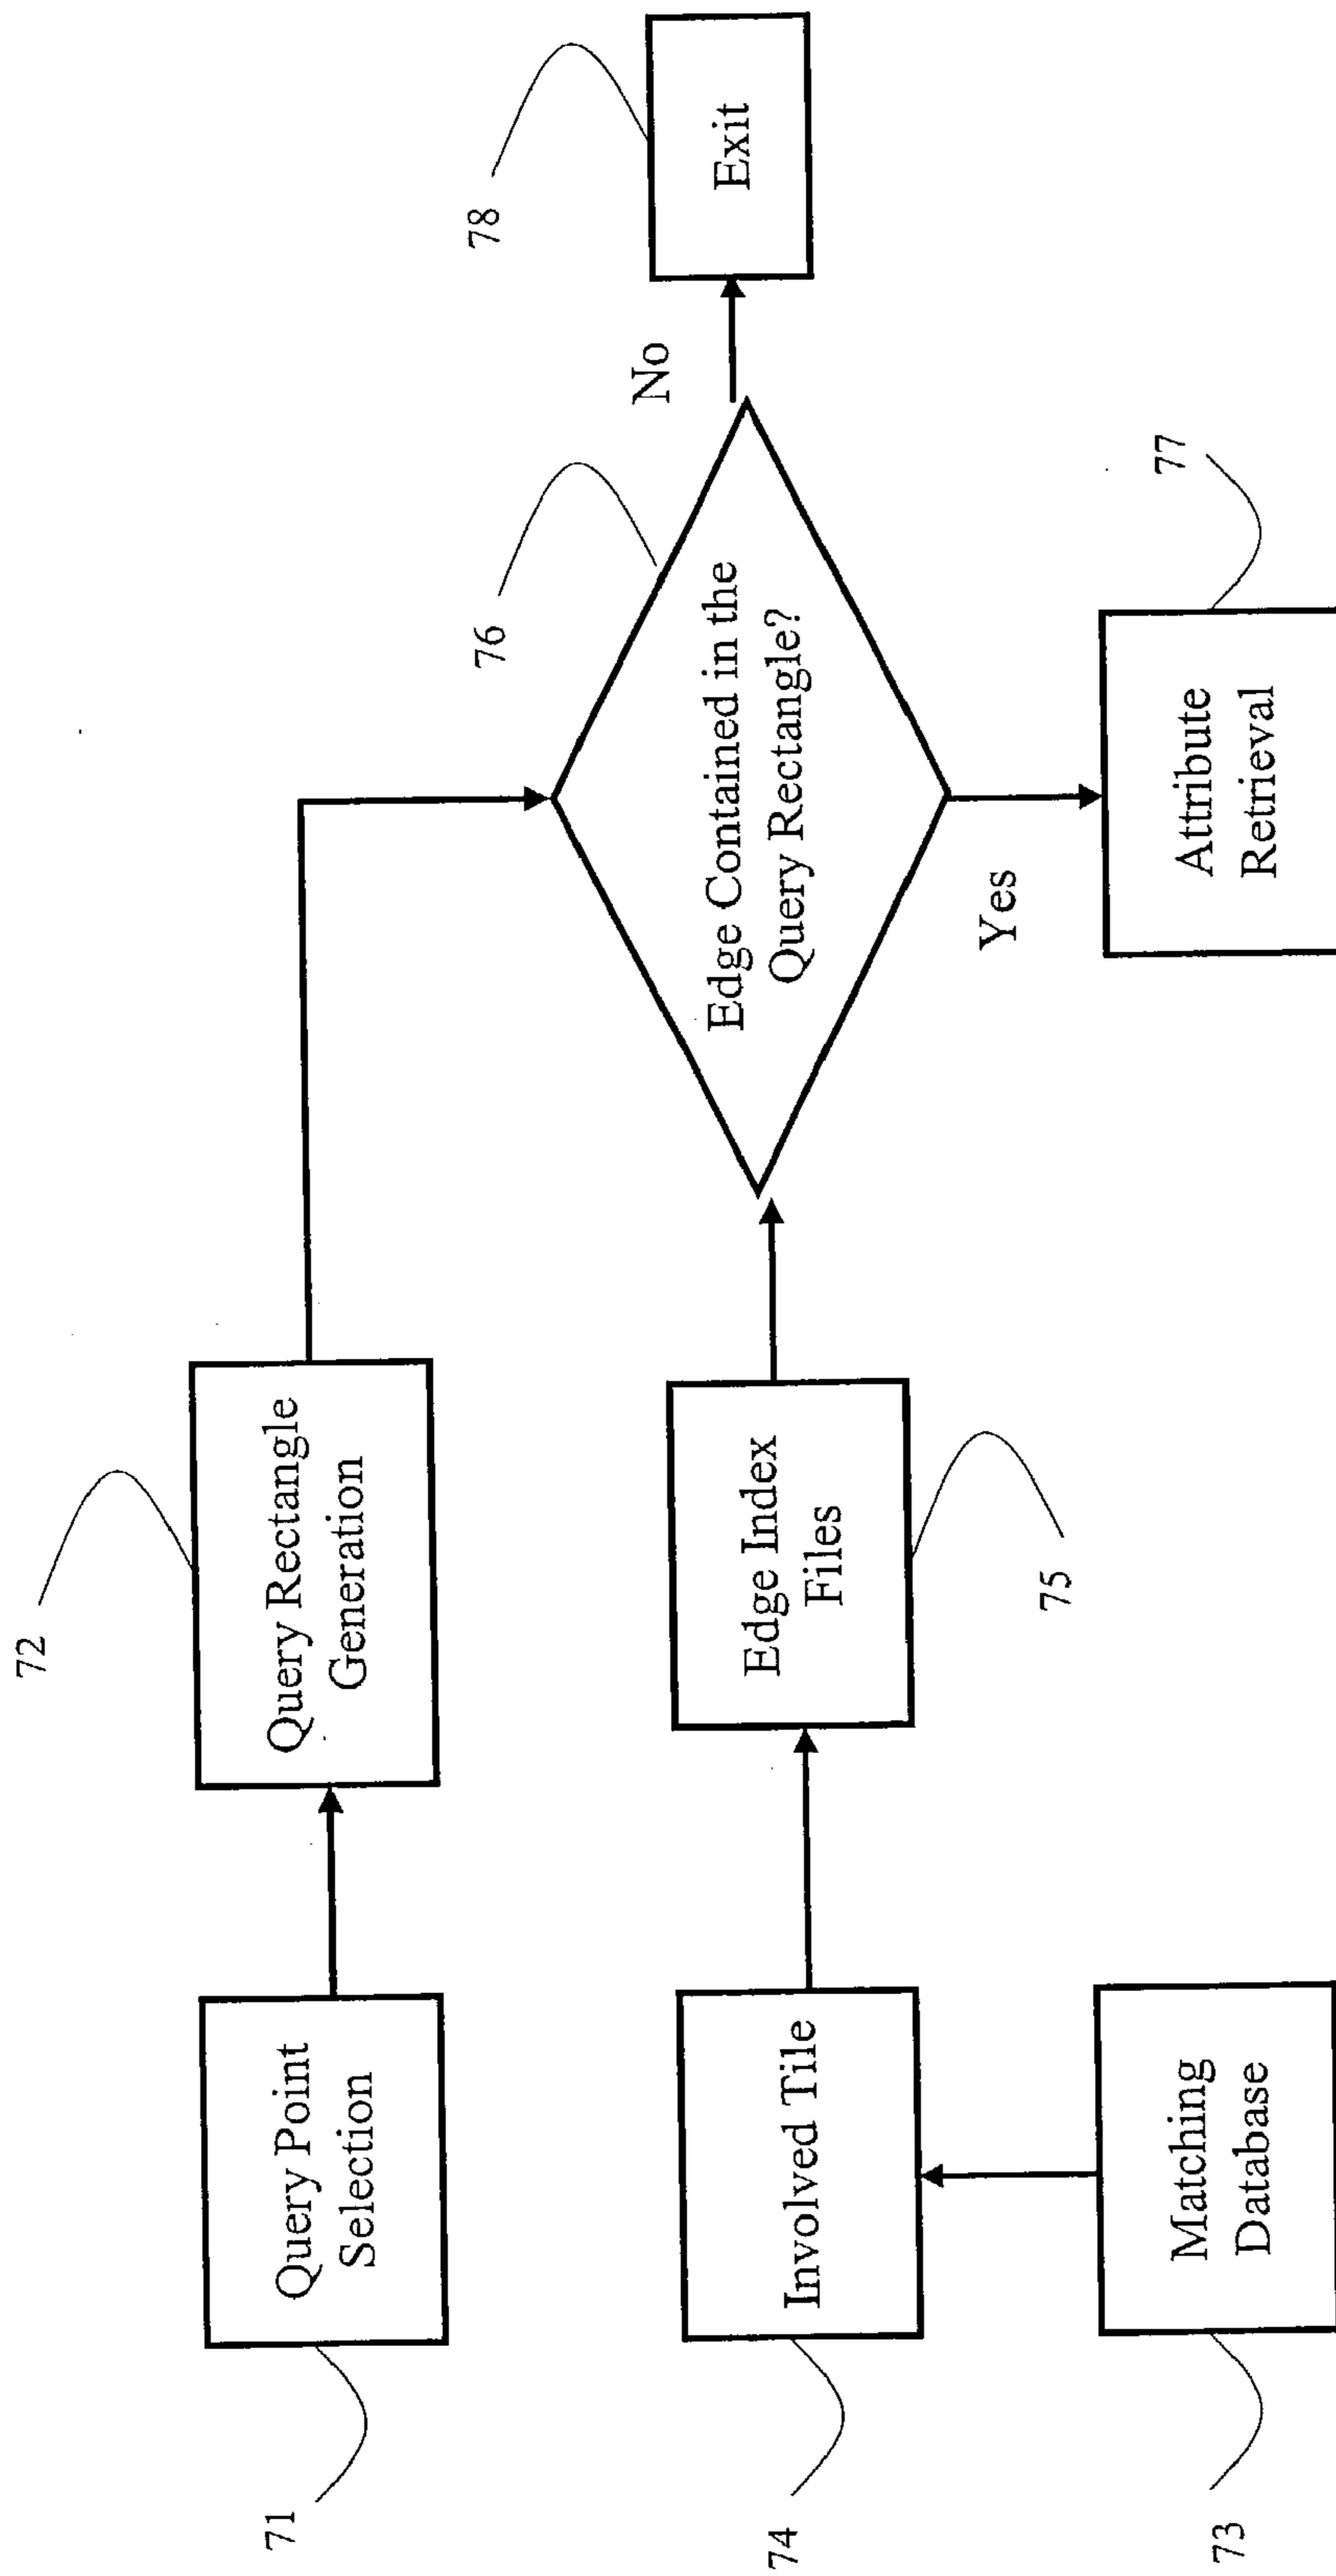 72
Query Point
Selection
71
Query Rectangle
Generation
76
78
Involved Tile
74
Edge Index
Files
75
Edge Contained in the
Query Rectangle?
No
Exit
Yes
Matching
Database
73
Attribute
Retrieval
77